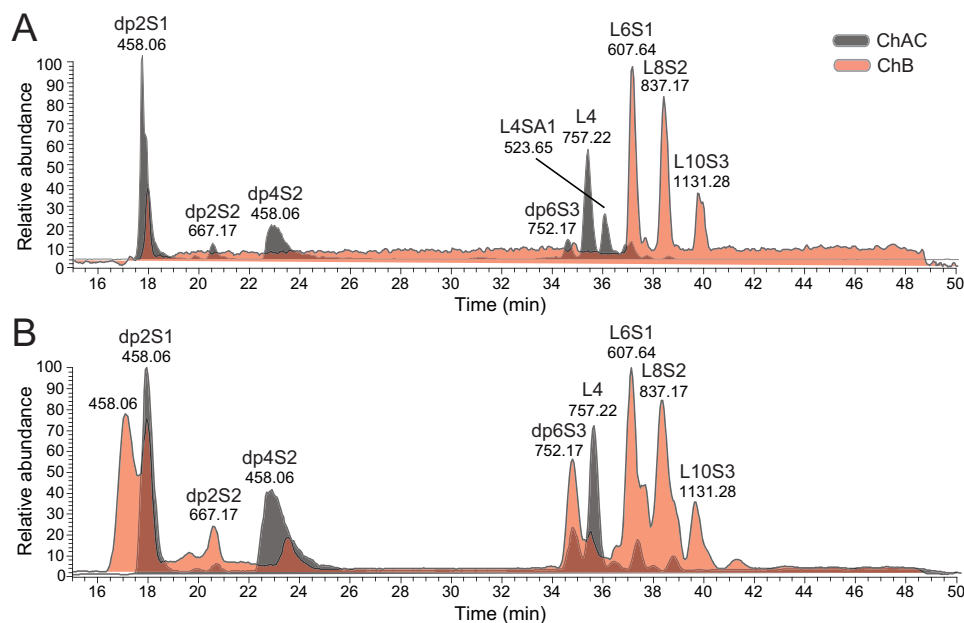 A
dp2S1
458.06
dp2S2
667.17
dp4S2
458.06
L4SA1
523.65
dp6S3
752.17
L4
757.22
L6S1
607.64
L8S2
837.17
L10S3
1131.28
ChAC
ChB
Relative abundance
100
90
80
70
60
50
40
30
20
10
0
16 18 20 22 24 26 28 30 32 34 36 38 40 42 44 46 48 50
Time (min)
B
458.06
dp2S1
458.06
dp2S2
667.17
dp4S2
458.06
dp6S3
752.17
L4
757.22
L6S1
607.64
L8S2
837.17
L10S3
1131.28
Relative abundance
100
90
80
70
60
50
40
30
20
10
0
16 18 20 22 24 26 28 30 32 34 36 38 40 42 44 46 48 50
Time (min)